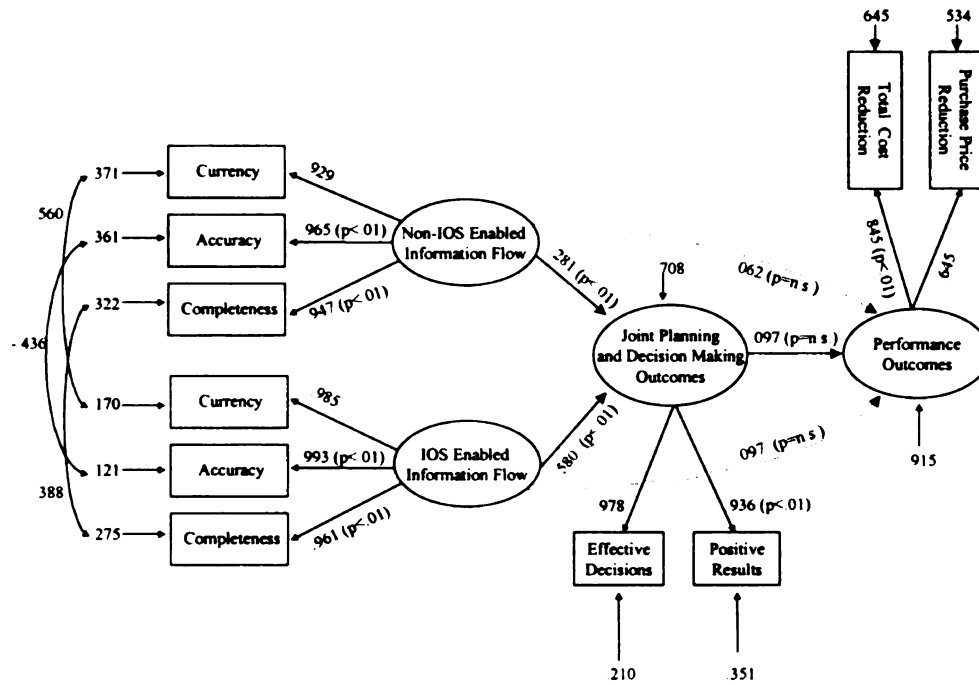 645
534
Total Cost
Reduction
Purchase Price
Reduction
845 (p<.01)
645
371
Currency
929
560
361
Accuracy
965 (p<.01)
Non-IOS Enabled
Information Flow
322
Completeness
947 (p<.01)
- 436
.281 (p<.01)
708
062 (p=n s)
Joint Planning
and Decision Making
Outcomes
097 (p=n s)
Performance
Outcomes
915
170
Currency
985
121
Accuracy
993 (p<.01)
IOS Enabled
Information Flow
388
275
Completeness
.961 (p<.01)
.580 (p<.01)
097 (p=n s)
978
936 (p<.01)
Effective
Decisions
Positive
Results
.210
.351